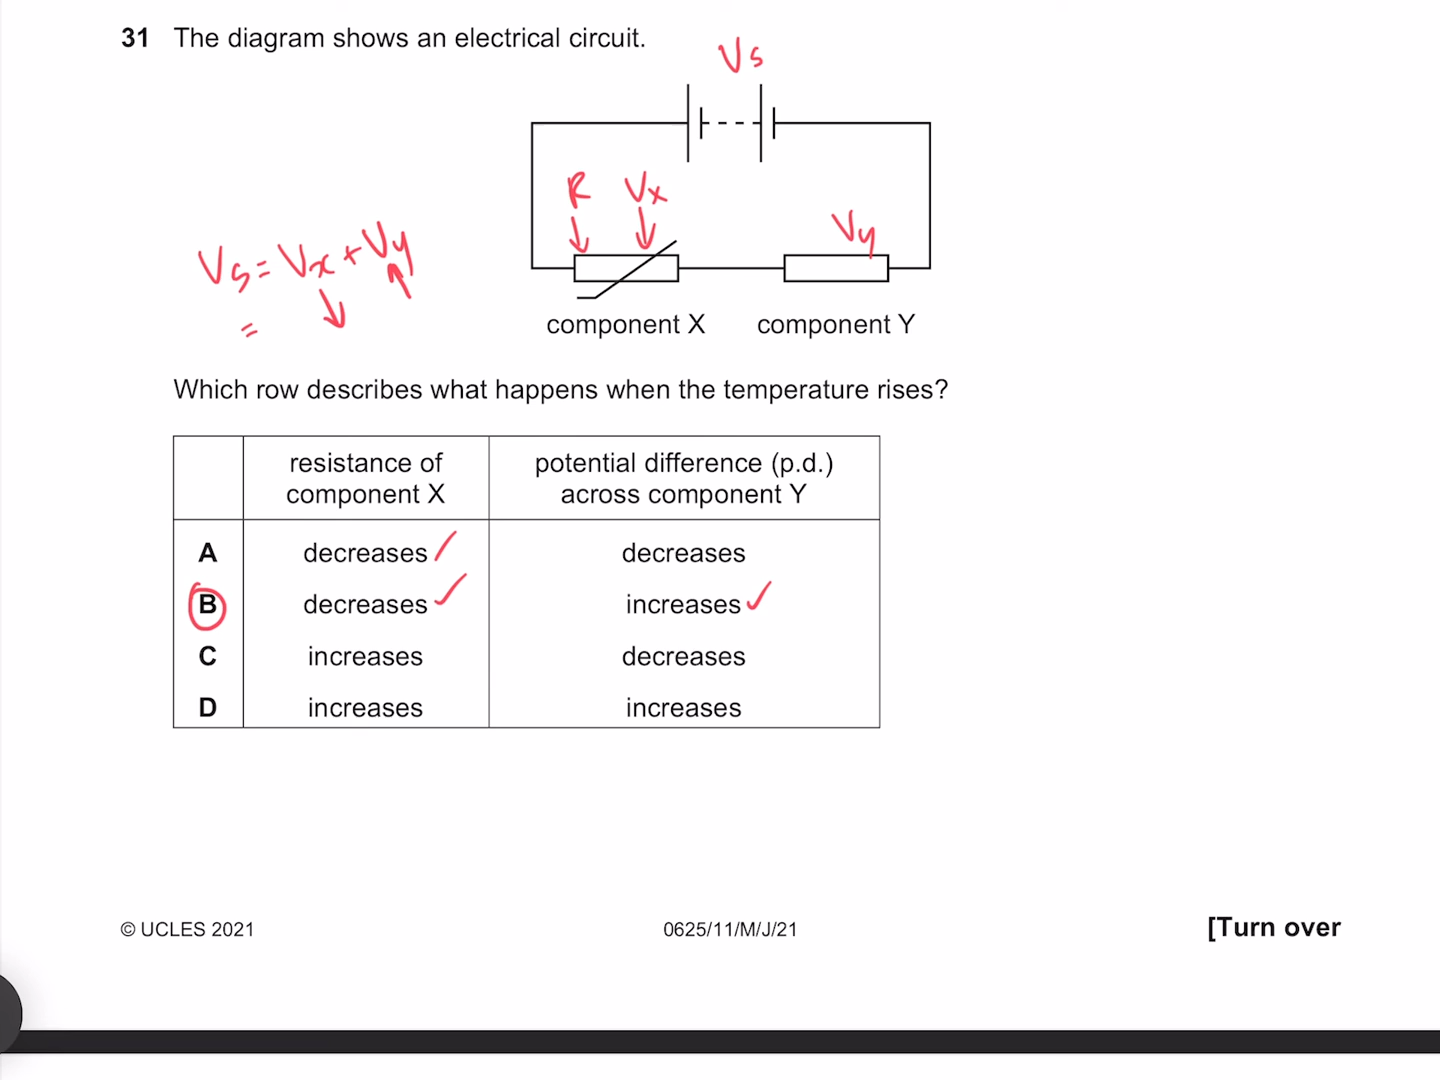 31 The diagram shows an electrical circuit.
Vs
R Vx
Vy
Vs = Vx + Vy
=
component X component Y
Which row describes what happens when the temperature rises?
resistance of component X potential difference (p.d.) across component Y
A decreases decreases
B decreases increases
C increases decreases
D increases increases
© UCLES 2021 0625/11/M/J/21 [Turn over